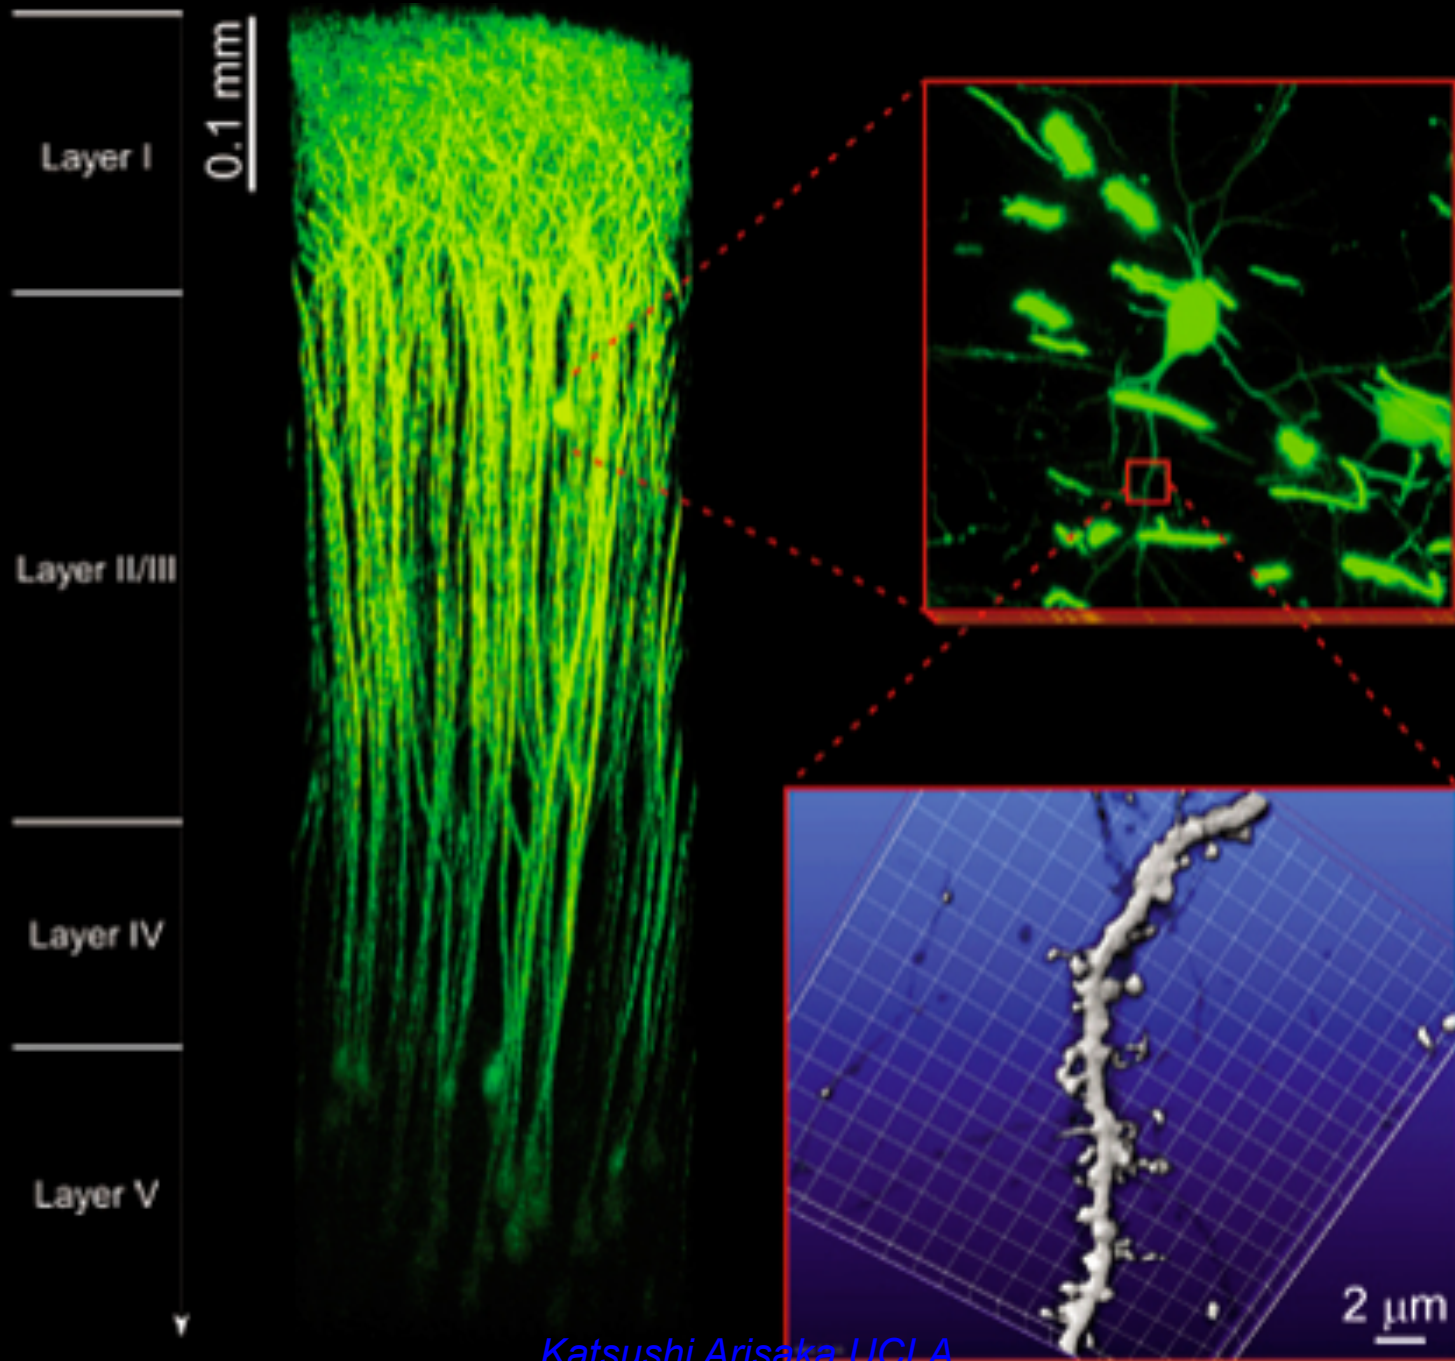 0.1 mm
Layer I
Layer II/III
Layer IV
Layer V
2 μm
Katsushi Arisaka UCLA